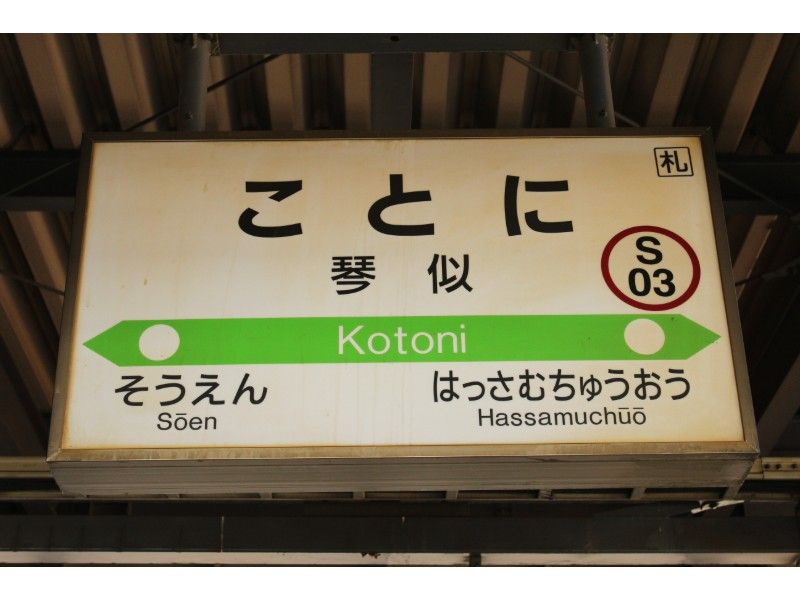 札
ことに
琴似
S
03
Kotoni
そうえん
Sōen
はっさむちゅうおう
Hassamuchūō